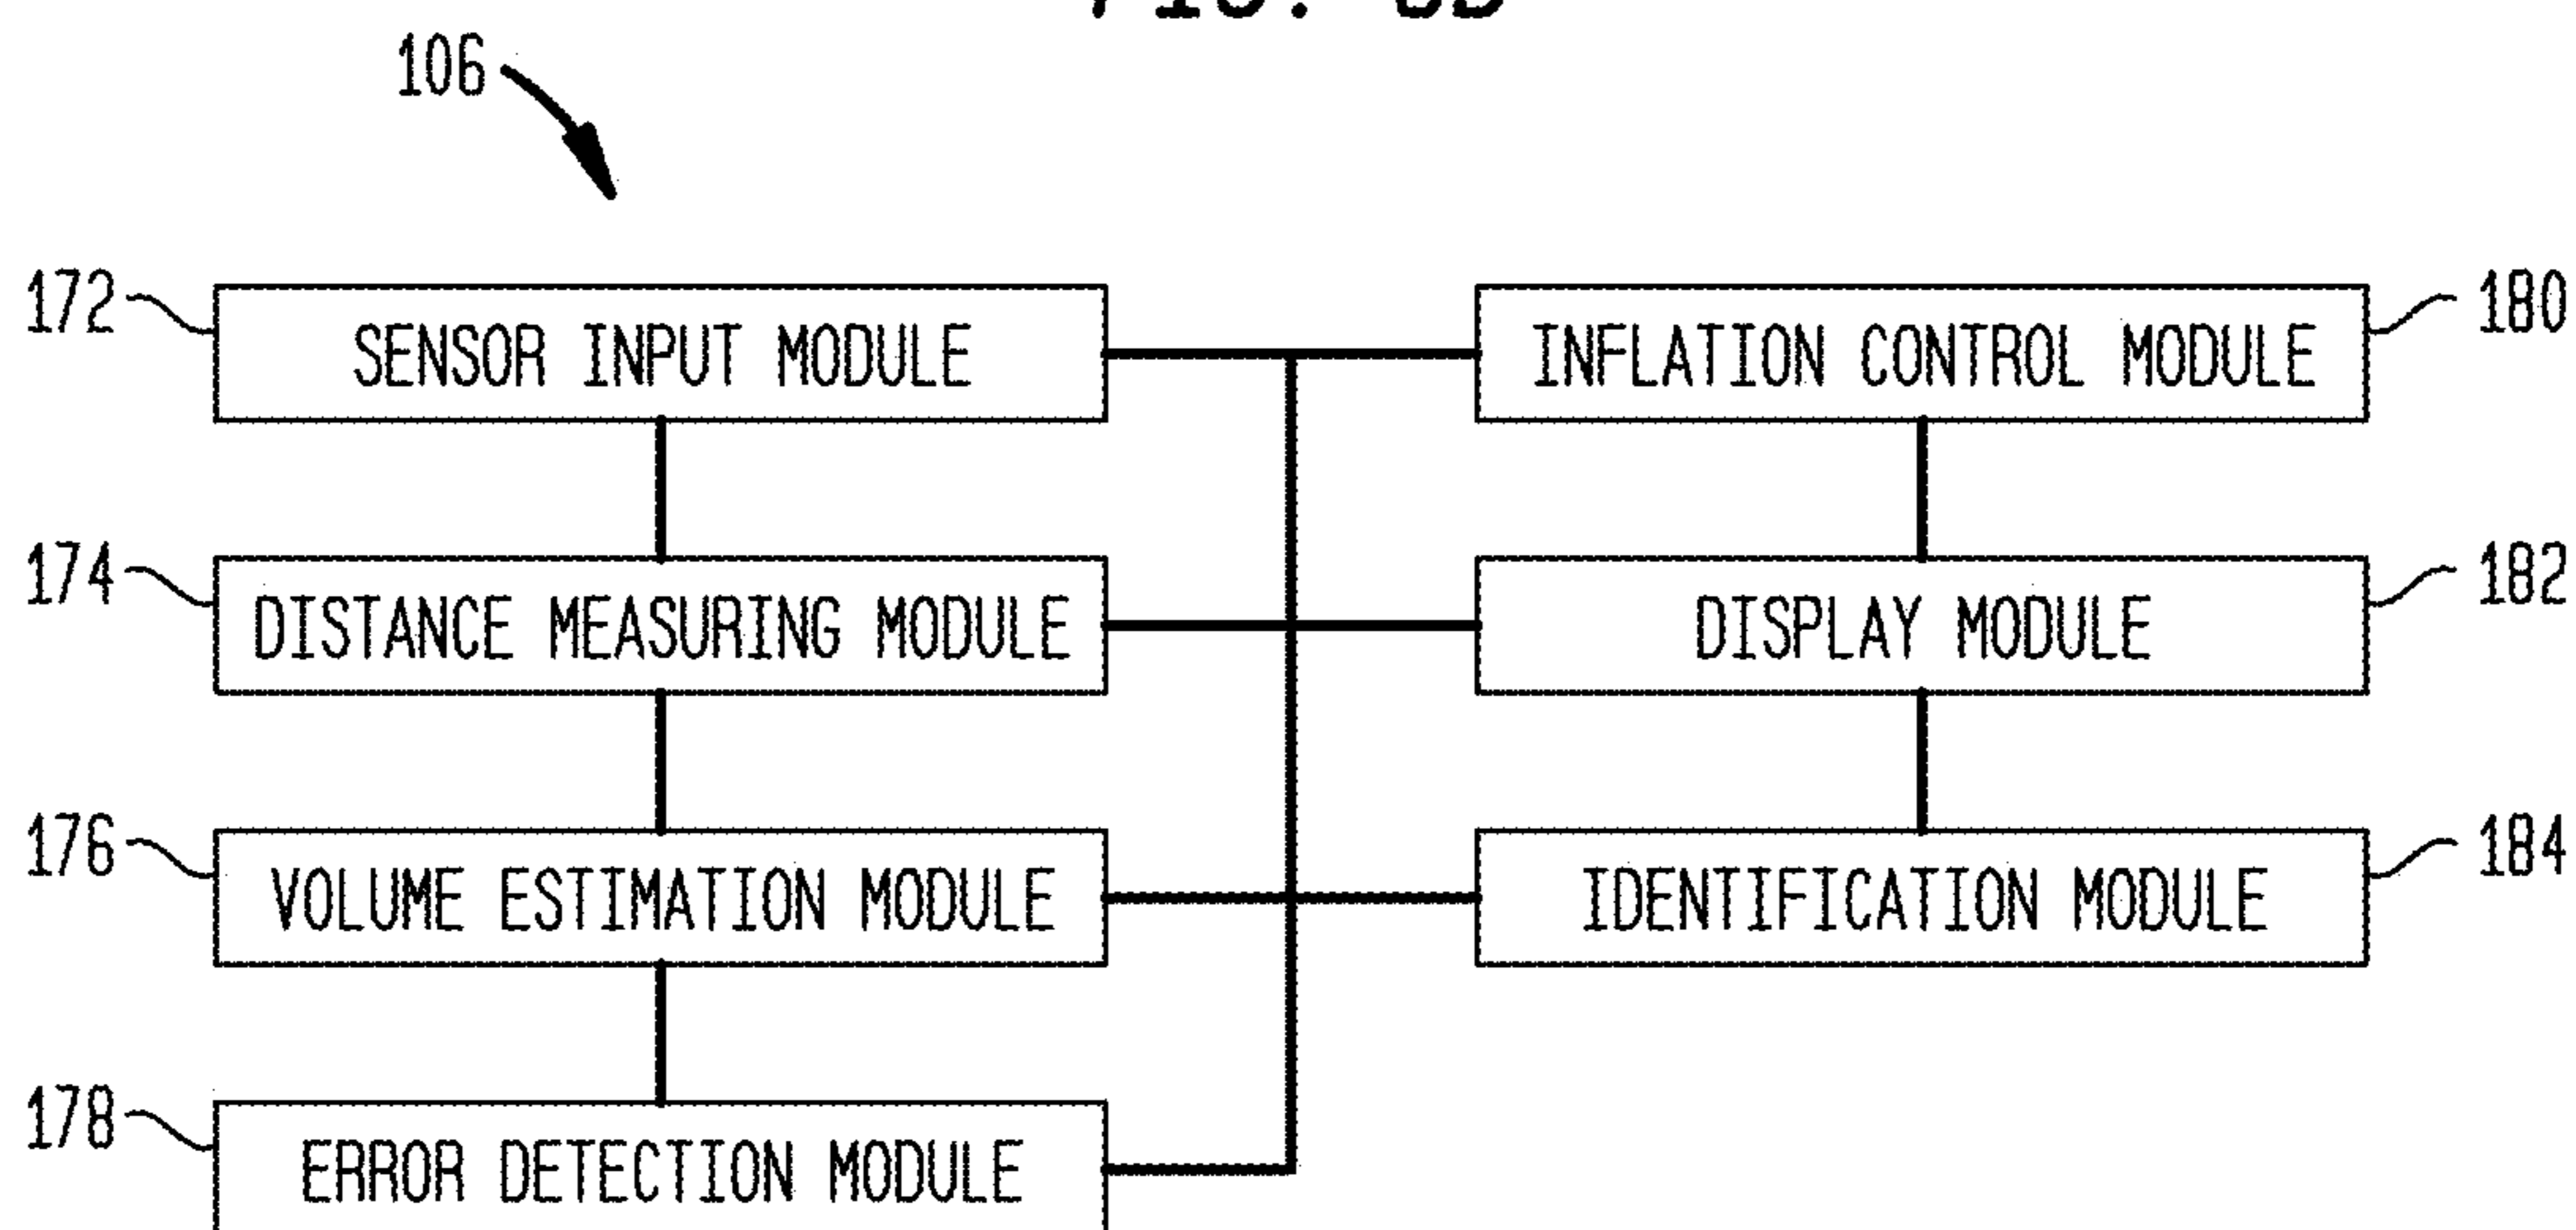 106
172 SENSOR INPUT MODULE
INFLATION CONTROL MODULE 180
174 DISTANCE MEASURING MODULE
DISPLAY MODULE 182
176 VOLUME ESTIMATION MODULE
IDENTIFICATION MODULE 184
178 ERROR DETECTION MODULE